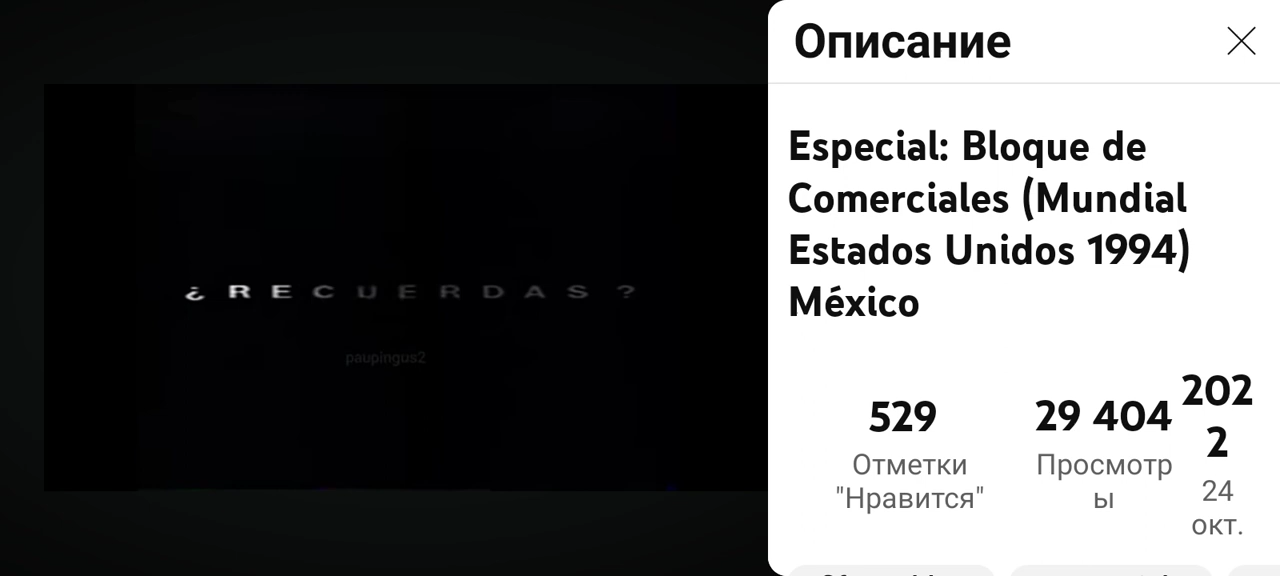 ¿RECUERDAS?
paupingus2
Описание
Especial: Bloque de
Comerciales (Mundial
Estados Unidos 1994)
México
529
Отметки
"Нравится"
29 404
Просмотр
ы
202
2
24
окт.